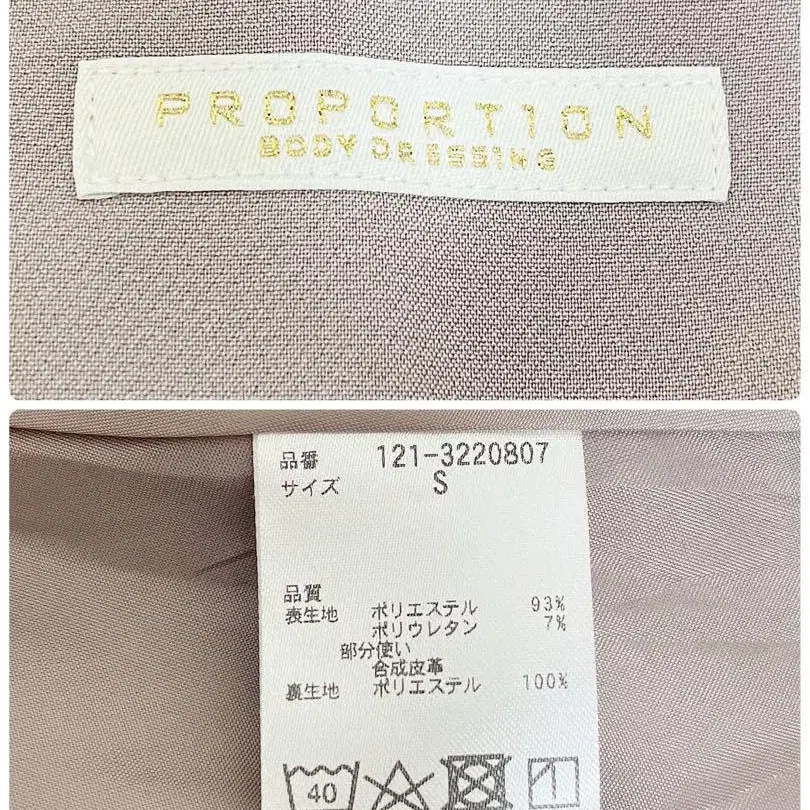 PROPORTION
BODY DRESSING
品番 121-3220807
サイズ S
品質
表生地 ポリエステル 93%
ポリウレタン 7%
部分使い
合成皮革
裏生地 ポリエステル 100%
40